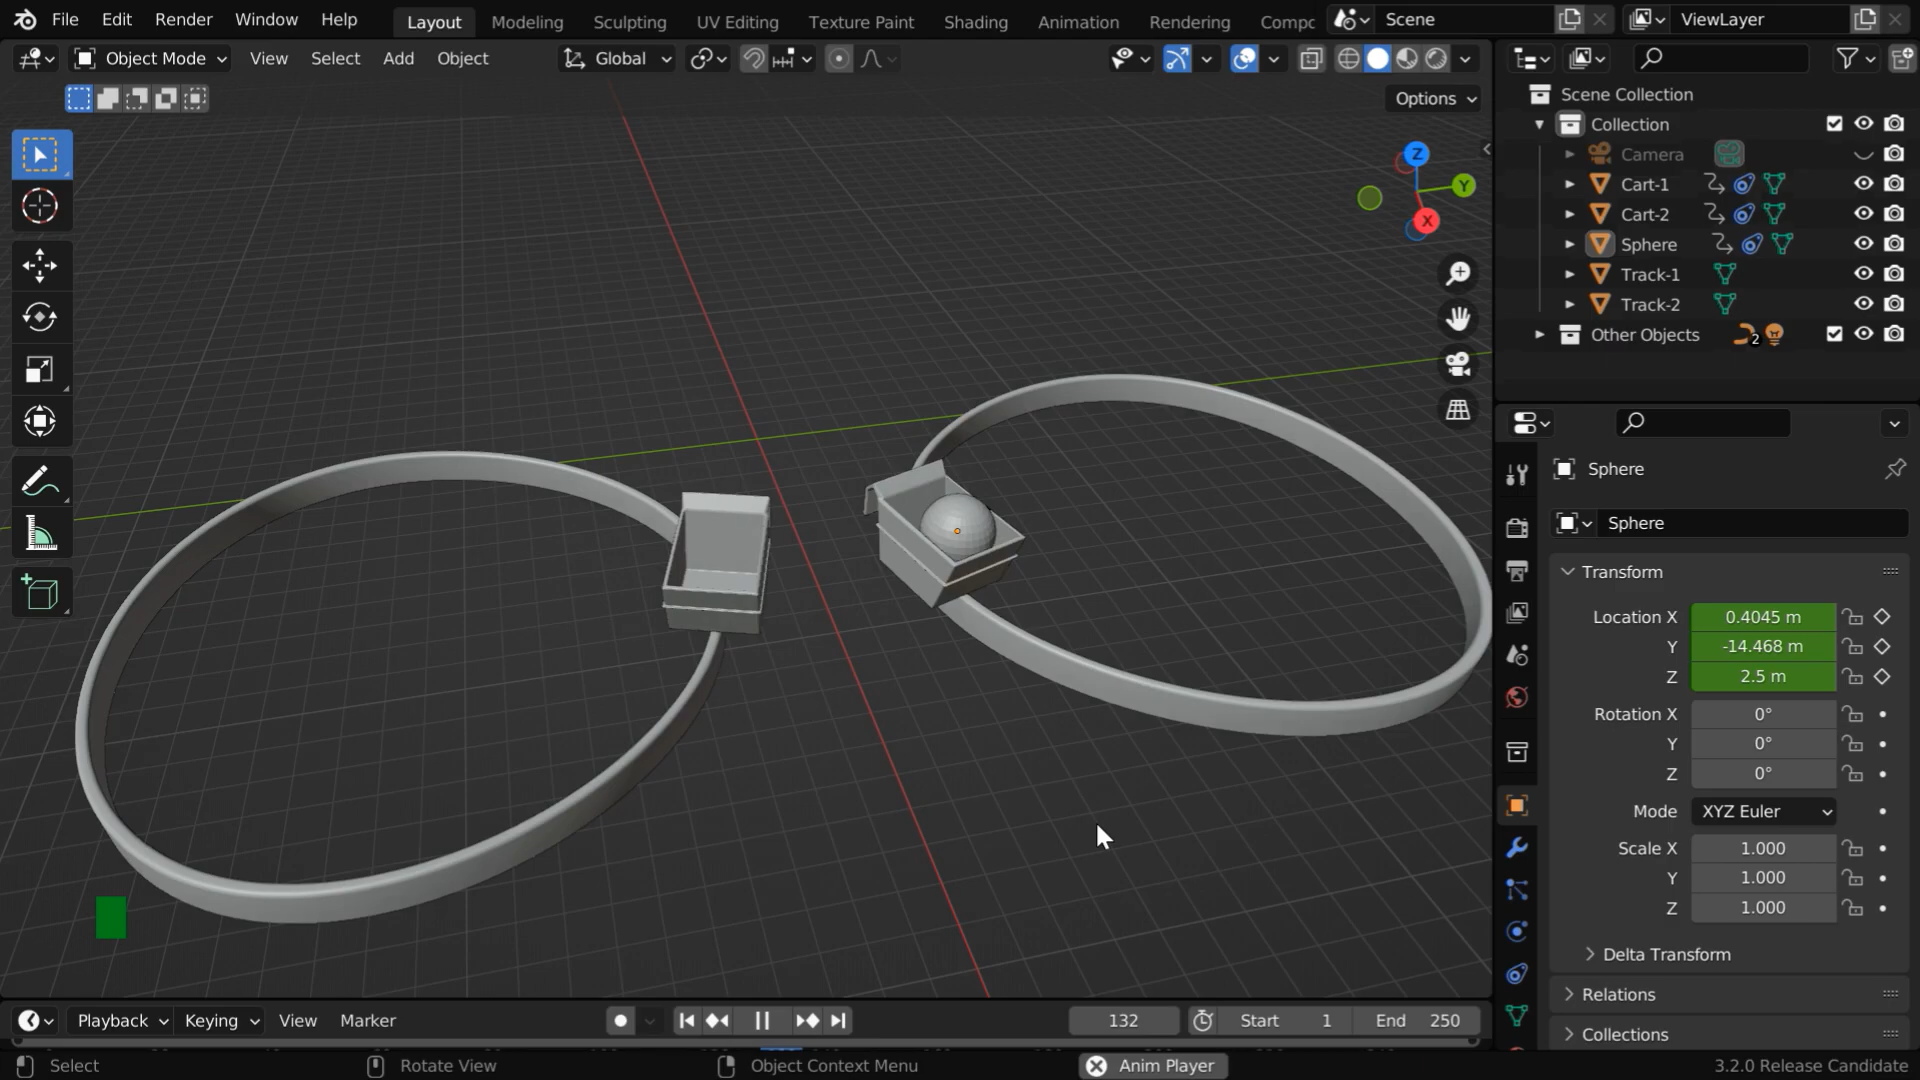 File Edit Render Window Help Layout Modeling Sculpting UV Editing Texture Paint Shading Animation Rendering Compc Scene ViewLayer
Object Mode View Select Add Object Global
Options
Z
Y
X
Scene Collection
Collection
Camera
Cart-1
Cart-2
Sphere
Track-1
Track-2
Other Objects 2
Sphere
Sphere
Transform
Location X 0.4045 m
Y -14.468 m
Z 2.5 m
Rotation X 0°
Y 0°
Z 0°
Mode XYZ Euler
Scale X 1.000
Y 1.000
Z 1.000
Delta Transform
Relations
Collections
Playback Keying View Marker 132 Start 1 End 250
Select Rotate View Object Context Menu Anim Player 3.2.0 Release Candidate